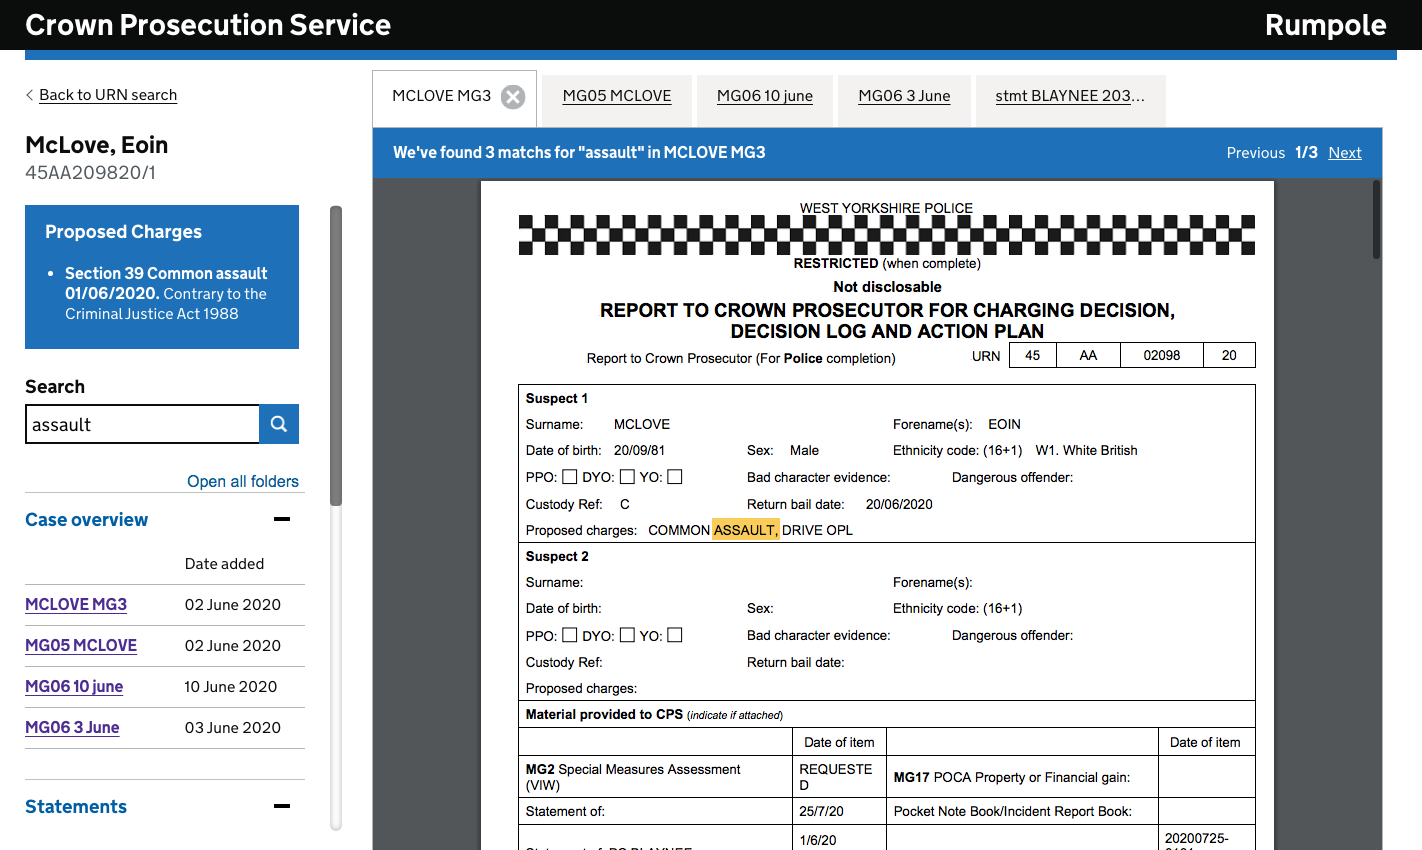 Crown Prosecution Service
Rumpole
Back to URN search
McLove, Eoin
45AA209820/1
Proposed Charges
• Section 39 Common assault
01/06/2020. Contrary to the
Criminal Justice Act 1988
Search
assault
Open all folders
Case overview
Date added
MCLOVE MG3 02 June 2020
MG05 MCLOVE 02 June 2020
MG06 10 june 10 June 2020
MG06 3 June 03 June 2020
Statements
MCLOVE MG3
MG05 MCLOVE
MG06 10 june
MG06 3 June
stmt BLAYNEE 203...
We've found 3 matchs for "assault" in MCLOVE MG3
Previous 1/3 Next
WEST YORKSHIRE POLICE
RESTRICTED (when complete)
Not disclosable
REPORT TO CROWN PROSECUTOR FOR CHARGING DECISION,
DECISION LOG AND ACTION PLAN
Report to Crown Prosecutor (For Police completion) URN 45 AA 02098 20
Suspect 1
Surname: MCLOVE Forename(s): EOIN
Date of birth: 20/09/81 Sex: Male Ethnicity code: (16+1) W1. White British
PPO: DYO: YO: Bad character evidence: Dangerous offender:
Custody Ref: C Return bail date: 20/06/2020
Proposed charges: COMMON ASSAULT, DRIVE OPL
Suspect 2
Surname: Forename(s):
Date of birth: Sex: Ethnicity code: (16+1)
PPO: DYO: YO: Bad character evidence: Dangerous offender:
Custody Ref: Return bail date:
Proposed charges:
Material provided to CPS (indicate if attached)
Date of item Date of item
MG2 Special Measures Assessment
(VIW)
REQUESTE
D
MG17 POCA Property or Financial gain:
Statement of: 25/7/20 Pocket Note Book/Incident Report Book:
1/6/20
20200725-